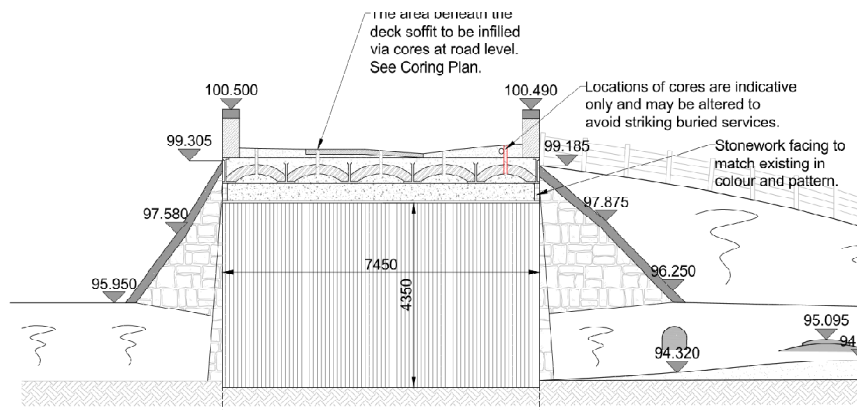 The area beneath the
deck soffit to be infilled
via cores at road level.
See Coring Plan.
100.500
100.490
Locations of cores are indicative
only and may be altered to
avoid striking buried services.
99.305
99.185
Stonework facing to
match existing in
colour and pattern.
97.580
97.875
7450
4350
95.950
96.250
95.095
94.320
94.